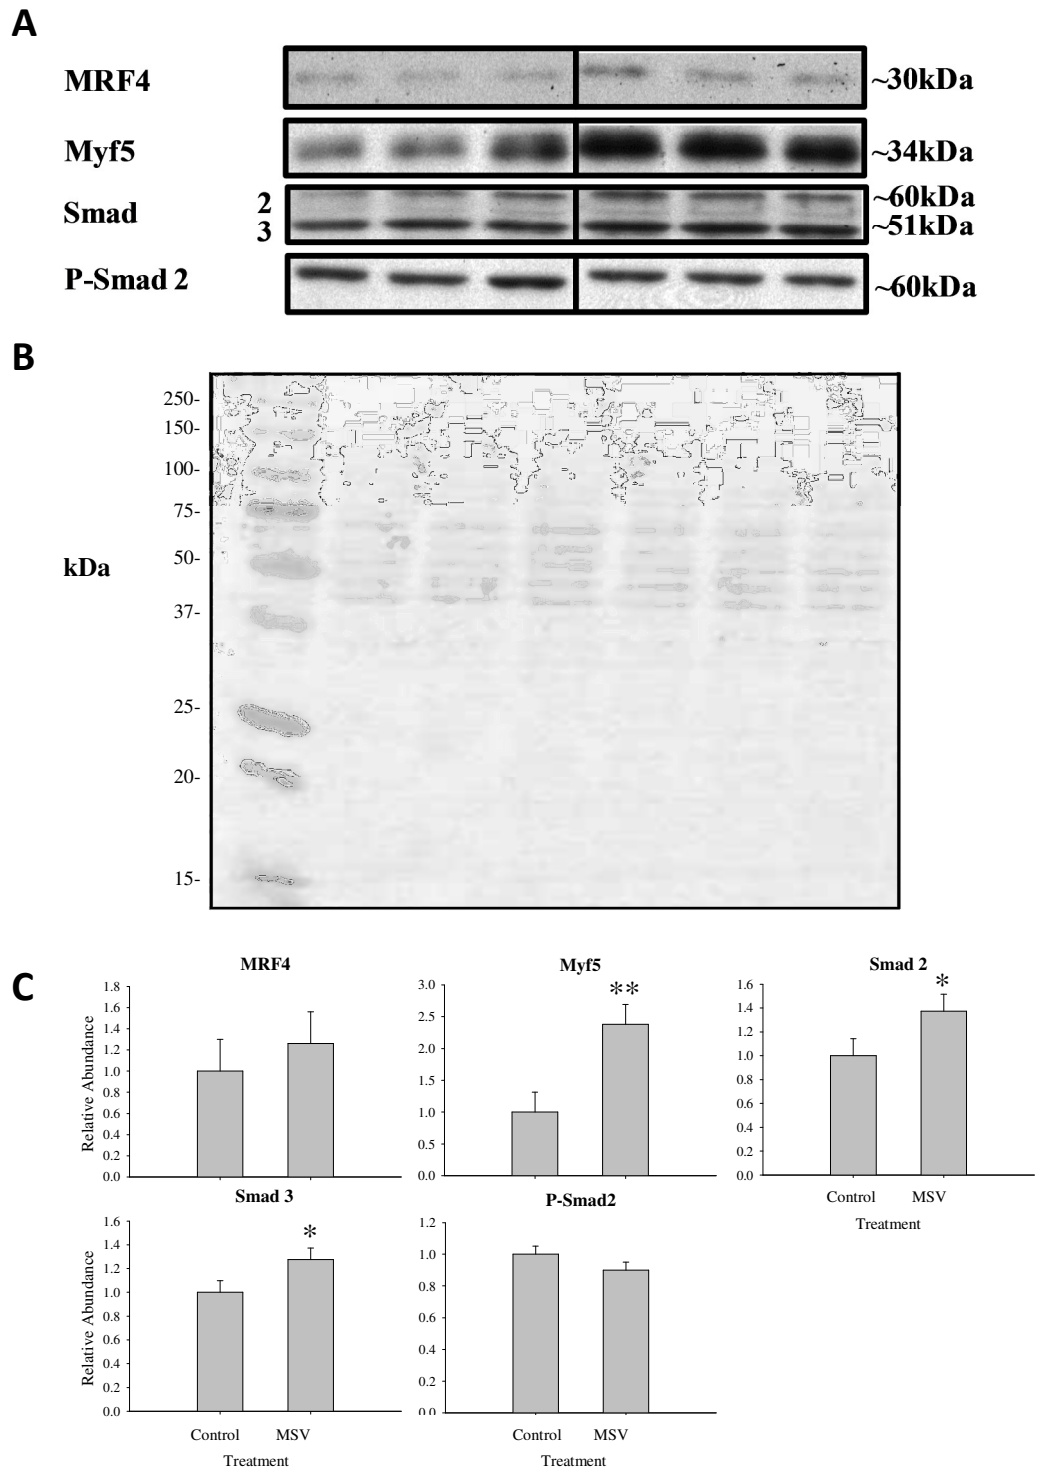 A
MRF4 ~30kDa
Myf5 ~34kDa
Smad 2 ~60kDa
3 ~51kDa
P-Smad 2 ~60kDa
B
kDa
250-
150-
100-
75-
50-
37-
25-
20-
15-
C
MRF4
Relative Abundance
1.8
1.6
1.4
1.2
1.0
0.8
0.6
0.4
0.2
0.0
Myf5
3.0
2.5
2.0
1.5
1.0
0.5
0.0
**
Smad 2
1.6
1.4
1.2
1.0
0.8
0.6
0.4
0.2
0.0
*
Control MSV
Treatment
Smad 3
Relative Abundance
1.6
1.4
1.2
1.0
0.8
0.6
0.4
0.2
0.0
*
Control MSV
Treatment
P-Smad2
1.2
1.0
0.8
0.6
0.4
0.2
0.0
Control MSV
Treatment